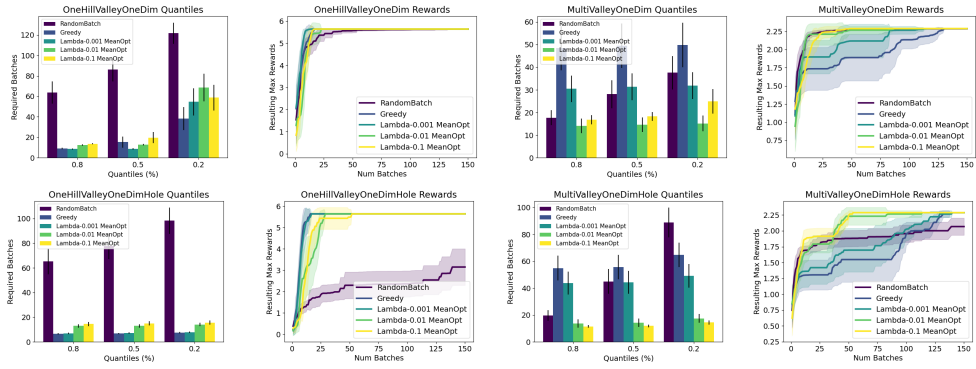 OneHillValleyOneDim Quantiles
RandomBatch
Greedy
Lambda-0.001 MeanOpt
Lambda-0.01 MeanOpt
Lambda-0.1 MeanOpt
Required Batches
120
100
80
60
40
20
0
0.8 0.5 0.2
Quantiles (%)
OneHillValleyOneDim Rewards
Resulting Max Rewards
6
5
4
3
2
1
0
RandomBatch
Greedy
Lambda-0.001 MeanOpt
Lambda-0.01 MeanOpt
Lambda-0.1 MeanOpt
0 25 50 75 100 125 150
Num Batches
MultiValleyOneDim Quantiles
RandomBatch
Greedy
Lambda-0.001 MeanOpt
Lambda-0.01 MeanOpt
Lambda-0.1 MeanOpt
Required Batches
60
50
40
30
20
10
0
0.8 0.5 0.2
Quantiles (%)
MultiValleyOneDim Rewards
Resulting Max Rewards
2.25
2.00
1.75
1.50
1.25
1.00
0.75
RandomBatch
Greedy
Lambda-0.001 MeanOpt
Lambda-0.01 MeanOpt
Lambda-0.1 MeanOpt
0 25 50 75 100 125 150
Num Batches
OneHillValleyOneDimHole Quantiles
RandomBatch
Greedy
Lambda-0.001 MeanOpt
Lambda-0.01 MeanOpt
Lambda-0.1 MeanOpt
Required Batches
100
80
60
40
20
0
0.8 0.5 0.2
Quantiles (%)
OneHillValleyOneDimHole Rewards
Resulting Max Rewards
6
5
4
3
2
1
0
RandomBatch
Greedy
Lambda-0.001 MeanOpt
Lambda-0.01 MeanOpt
Lambda-0.1 MeanOpt
0 25 50 75 100 125 150
Num Batches
MultiValleyOneDimHole Quantiles
RandomBatch
Greedy
Lambda-0.001 MeanOpt
Lambda-0.01 MeanOpt
Lambda-0.1 MeanOpt
Required Batches
100
80
60
40
20
0
0.8 0.5 0.2
Quantiles (%)
MultiValleyOneDimHole Rewards
Resulting Max Rewards
2.25
2.00
1.75
1.50
1.25
1.00
0.75
0.50
0.25
RandomBatch
Greedy
Lambda-0.001 MeanOpt
Lambda-0.01 MeanOpt
Lambda-0.1 MeanOpt
0 25 50 75 100 125 150
Num Batches